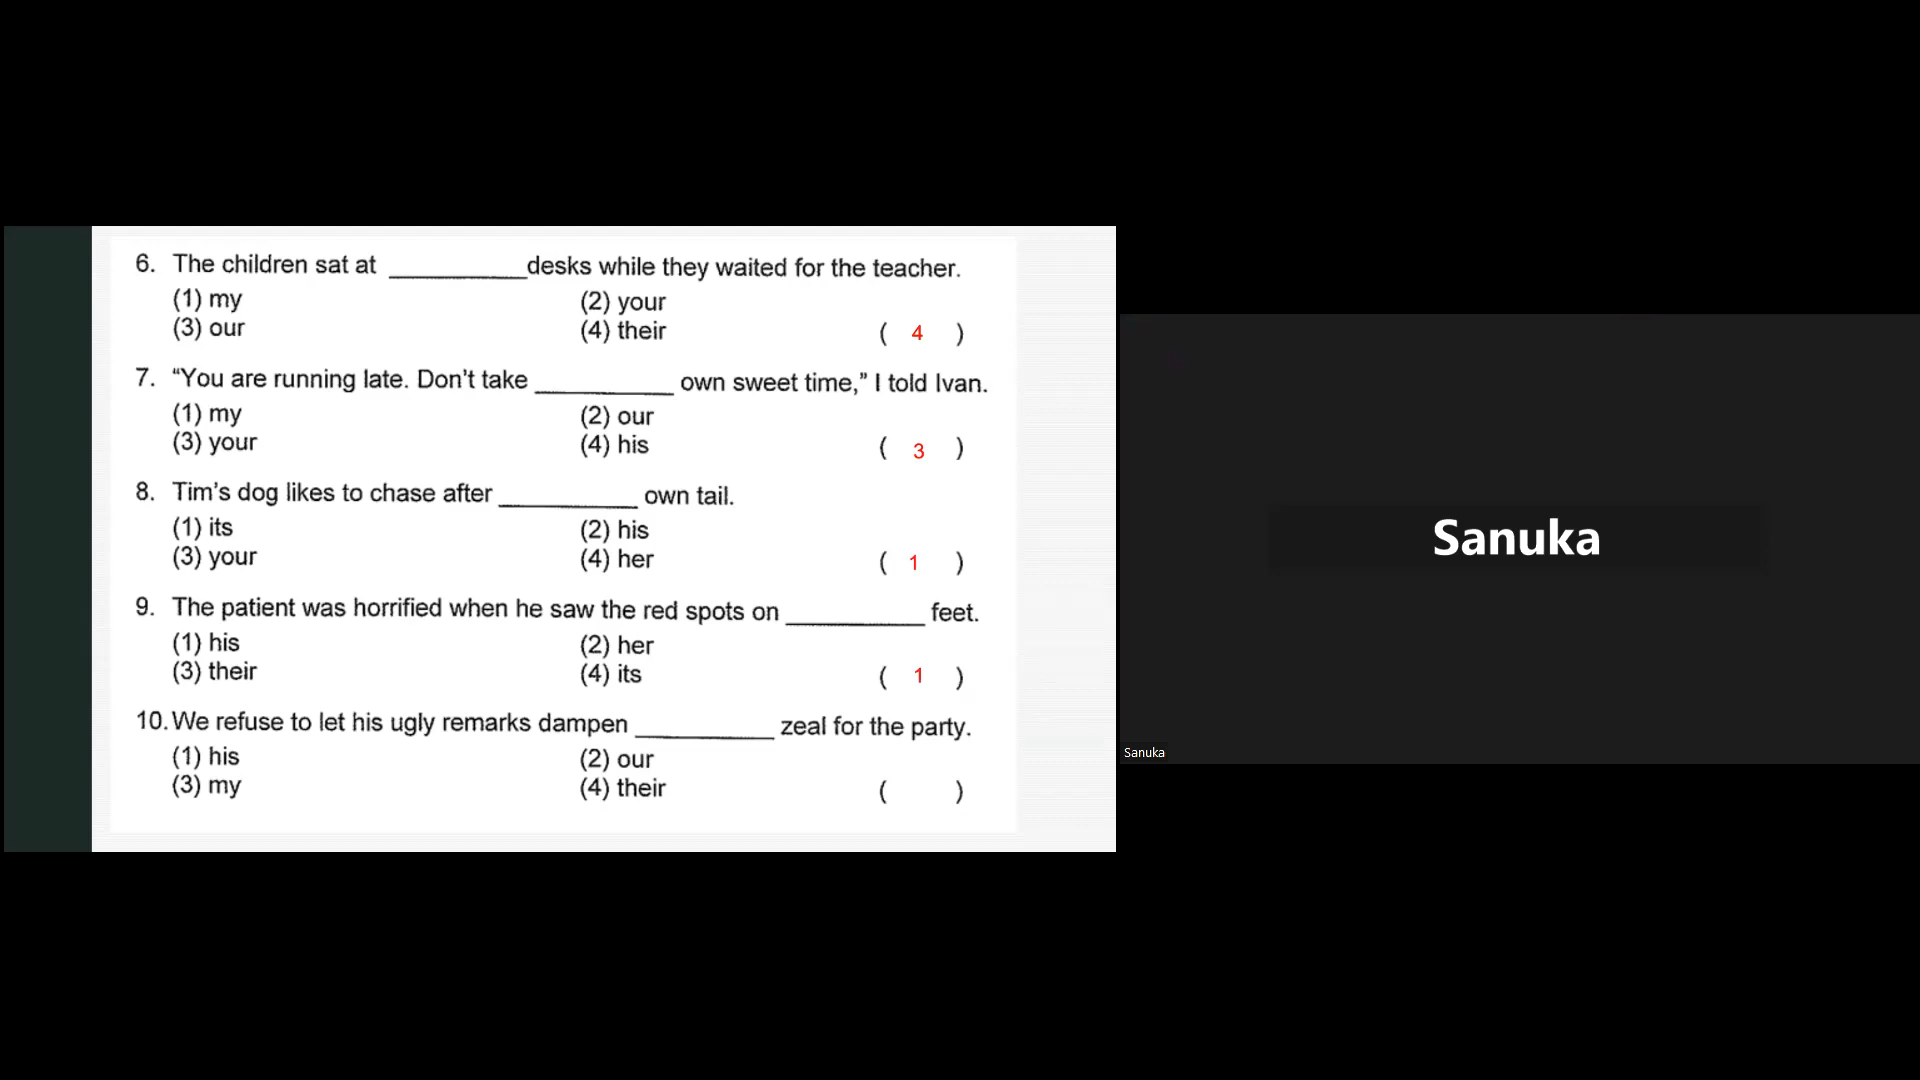 6. The children sat at __________ desks while they waited for the teacher.
(1) my (2) your
(3) our (4) their ( 4 )
7. “You are running late. Don't take __________ own sweet time,” I told Ivan.
(1) my (2) our
(3) your (4) his ( 3 )
8. Tim's dog likes to chase after __________ own tail.
(1) its (2) his
(3) your (4) her ( 1 )
9. The patient was horrified when he saw the red spots on __________ feet.
(1) his (2) her
(3) their (4) its ( 1 )
10. We refuse to let his ugly remarks dampen __________ zeal for the party.
(1) his (2) our
(3) my (4) their ( )
Sanuka
Sanuka